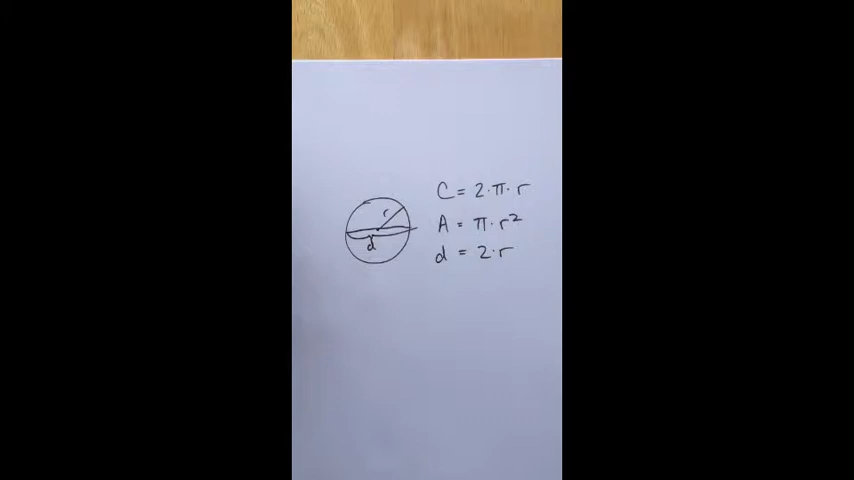 C = 2·π·r
r
A = π·r²
d
d = 2·r